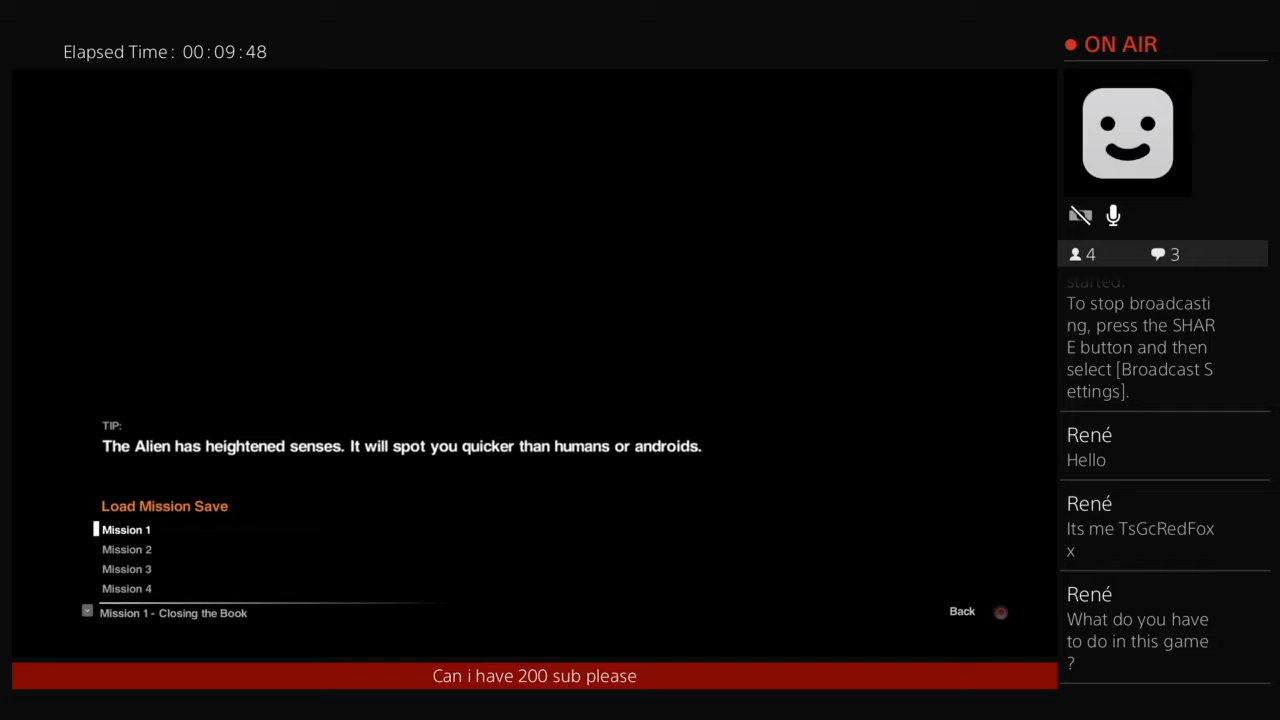 Elapsed Time: 00:09:48
ON AIR
4
3
started.
To stop broadcasti
ng, press the SHAR
E button and then
select [Broadcast S
ettings].
René
Hello
René
Its me TsGcRedFox
x
René
What do you have
to do in this game
?
TIP:
The Alien has heightened senses. It will spot you quicker than humans or androids.
Load Mission Save
Mission 1
Mission 2
Mission 3
Mission 4
Mission 1 - Closing the Book
Back
Can i have 200 sub please